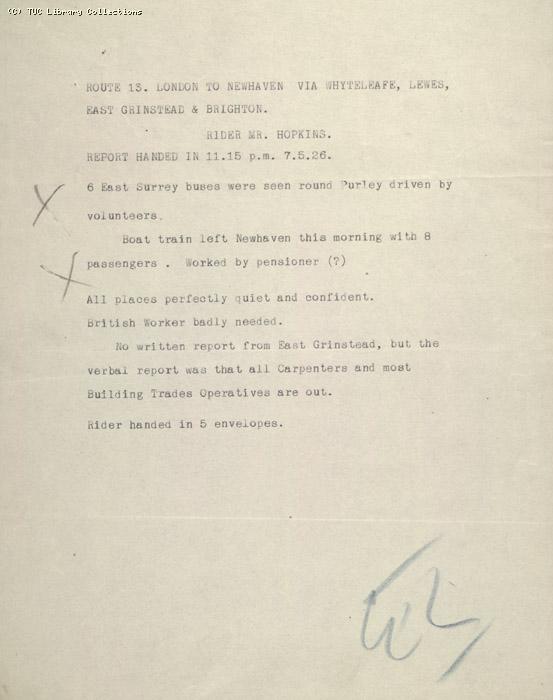 (C) TUC Library Collections
ROUTE 13. LONDON TO NEWHAVEN VIA WHYTELEAFE, LEWES,
EAST GRINSTEAD & BRIGHTON.
RIDER MR. HOPKINS.
REPORT HANDED IN 11.15 p.m. 7.5.26.
6 East Surrey buses were seen round Purley driven by
volunteers.
Boat train left Newhaven this morning with 8
passengers . Worked by pensioner (?)
All places perfectly quiet and confident.
British Worker badly needed.
No written report from East Grinstead, but the
verbal report was that all Carpenters and most
Building Trades Operatives are out.
Rider handed in 5 envelopes.